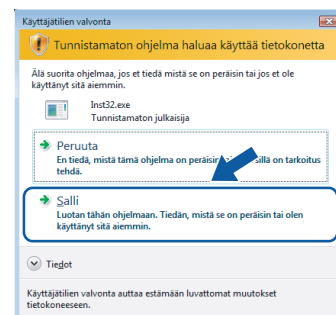 Käyttäjätilien valvonta
Tunnistamaton ohjelma haluaa käyttää tietokonetta
Älä suorita ohjelmaa, jos et tiedä mistä se on peräisin tai jos et ole
käyttänyt sitä aiemmin.
Inst32.exe
Tunnistamaton julkaisija
Peruuta
En tiedä, mistä tämä ohjelma on peräisin sillä on tarkoitus
tehdä.
Salli
Luotan tähän ohjelmaan. Tiedän, mistä se on peräisin tai olen
käyttänyt sitä aiemmin.
Tiedot
Käyttäjätilien valvonta auttaa estämään luvattomat muutokset
tietokoneeseen.